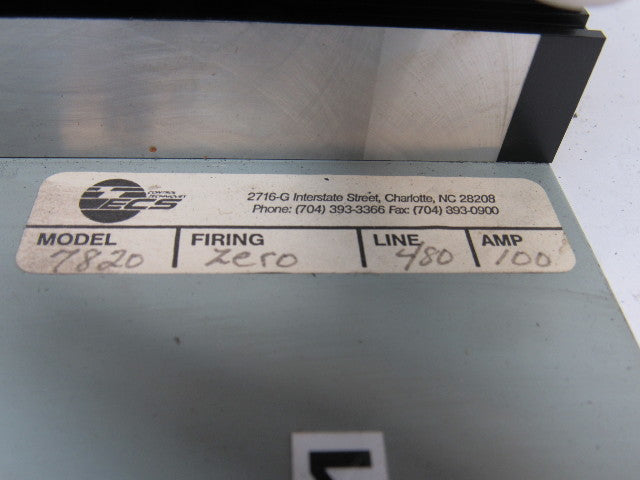 ECS
2716-G Interstate Street, Charlotte, NC 28208
Phone: (704) 393-3366 Fax: (704) 393-0900
MODEL 7820 FIRING Zero LINE 480 AMP 100